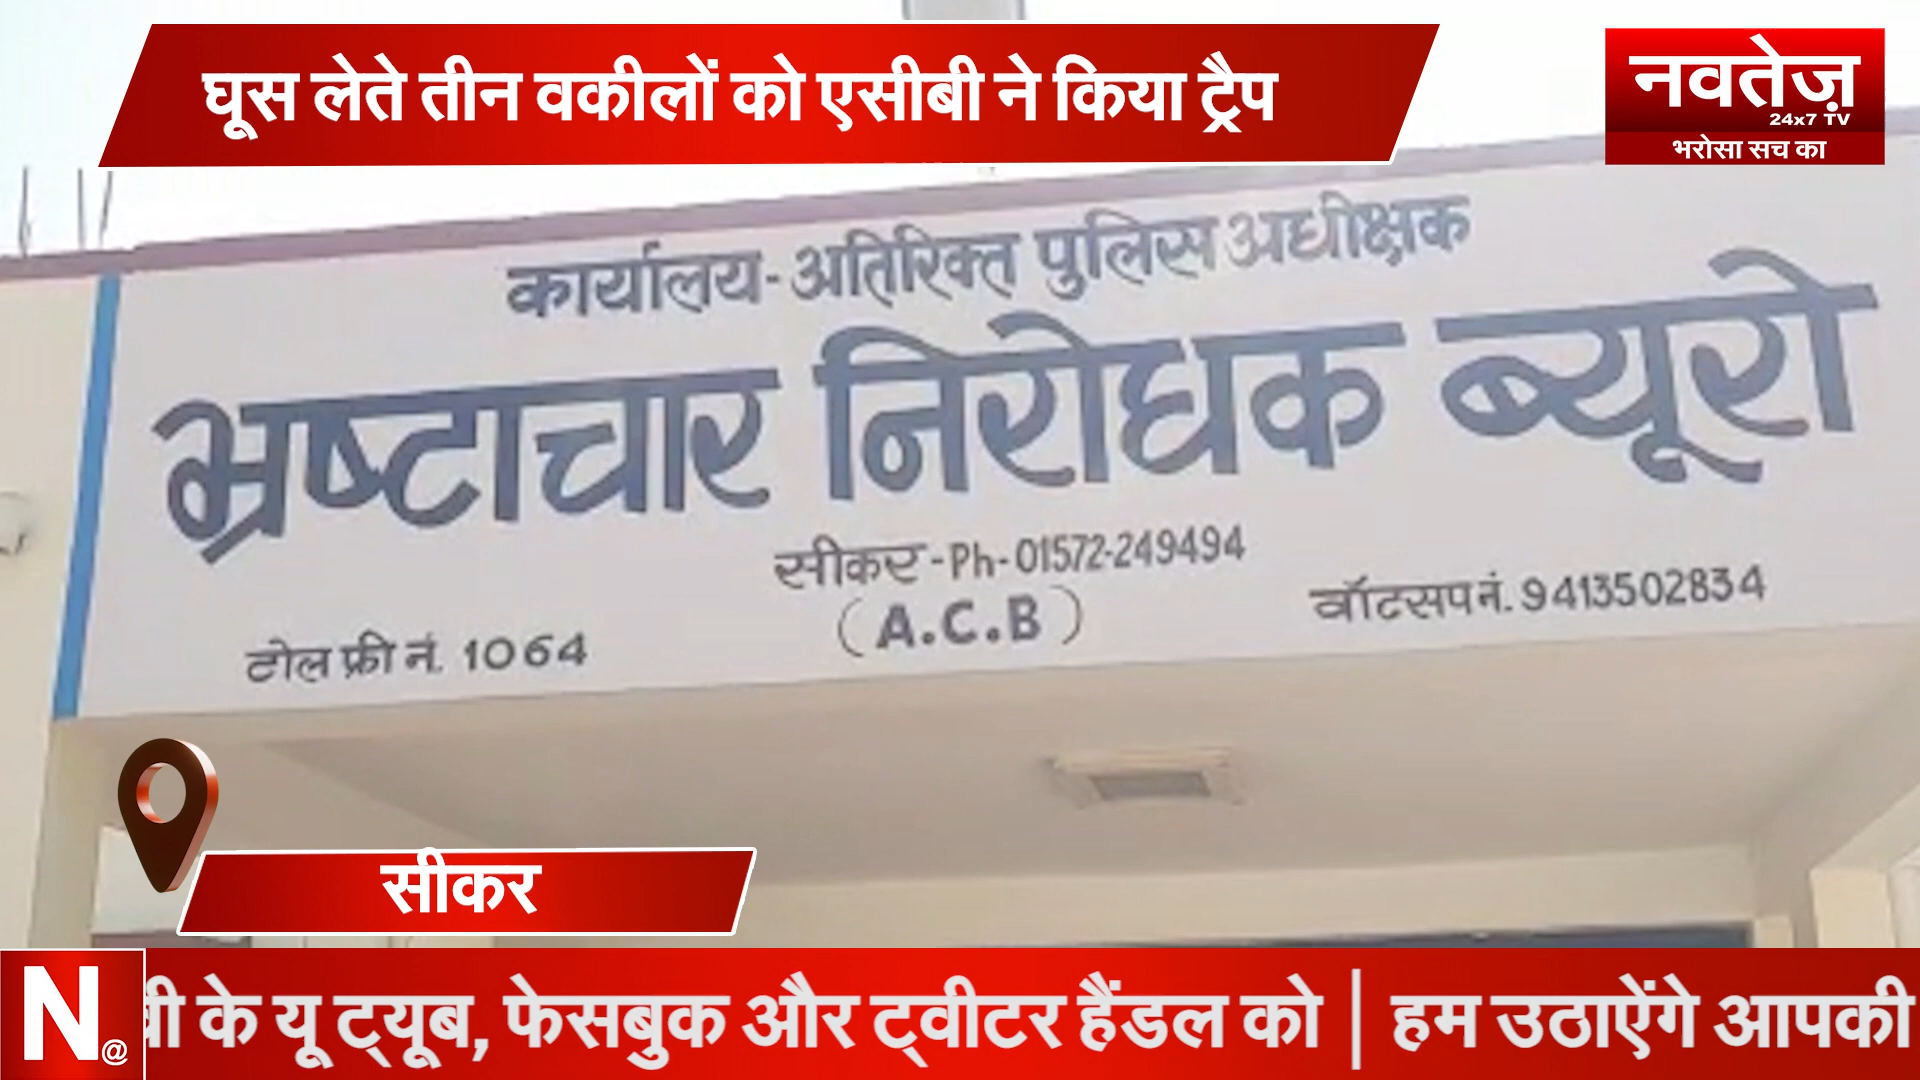 घूस लेते तीन वकीलों को एसीबी ने किया ट्रैप
नवतेज़
24x7 TV
भरोसा सच का
कार्यालय-अतिरिक्त पुलिस अधीक्षक
भ्रष्टाचार निरोधक ब्यूरो
सीकर-Ph-01572-249494
(A.C.B)
टोल फ्री नं. 1064
वॉटसप नं. 9413502834
सीकर
N@
के यू ट्यूब, फेसबुक और ट्वीटर हैंडल को | हम उठाऐंगे आपकी